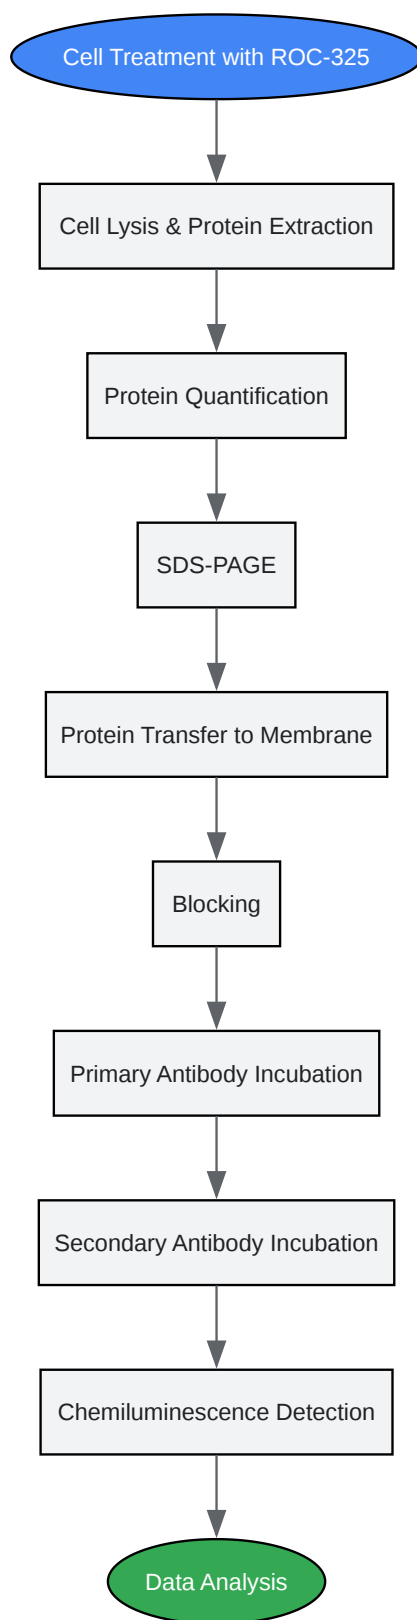 Cell Treatment with ROC-325
Cell Lysis & Protein Extraction
Protein Quantification
SDS-PAGE
Protein Transfer to Membrane
Blocking
Primary Antibody Incubation
Secondary Antibody Incubation
Chemiluminescence Detection
Data Analysis